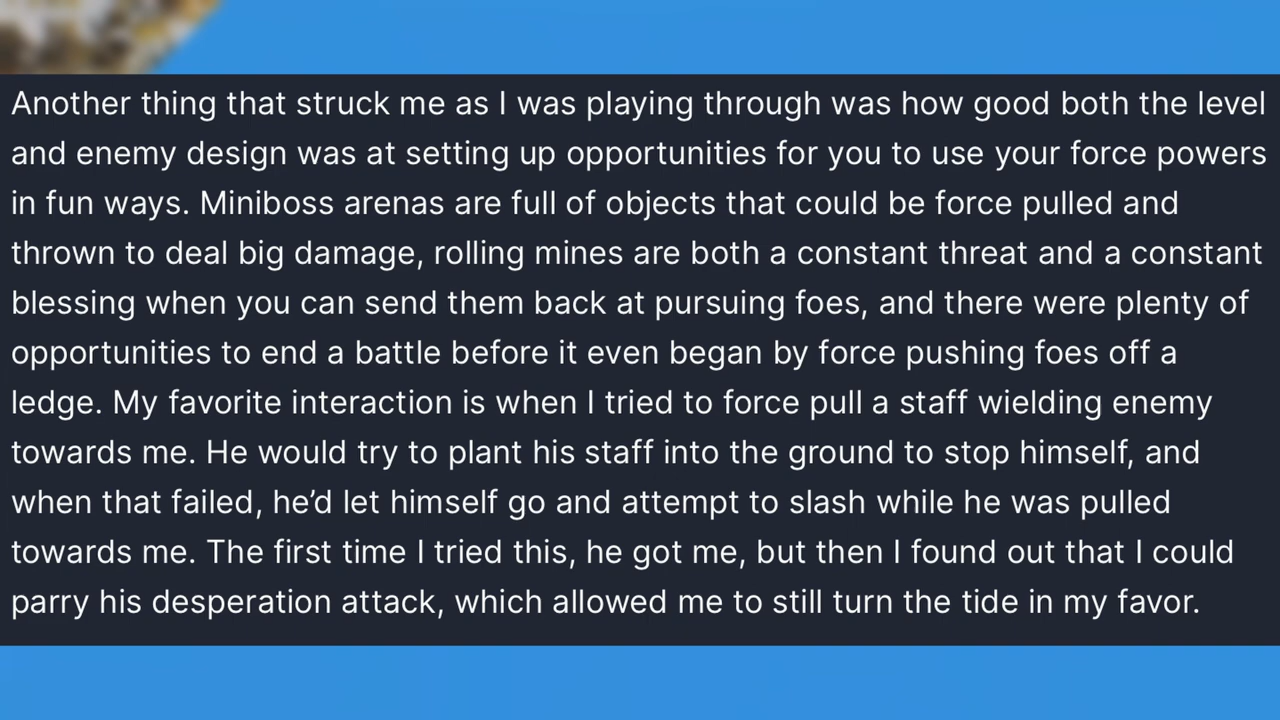 Another thing that struck me as I was playing through was how good both the level
and enemy design was at setting up opportunities for you to use your force powers
in fun ways. Miniboss arenas are full of objects that could be force pulled and
thrown to deal big damage, rolling mines are both a constant threat and a constant
blessing when you can send them back at pursuing foes, and there were plenty of
opportunities to end a battle before it even began by force pushing foes off a
ledge. My favorite interaction is when I tried to force pull a staff wielding enemy
towards me. He would try to plant his staff into the ground to stop himself, and
when that failed, he’d let himself go and attempt to slash while he was pulled
towards me. The first time I tried this, he got me, but then I found out that I could
parry his desperation attack, which allowed me to still turn the tide in my favor.